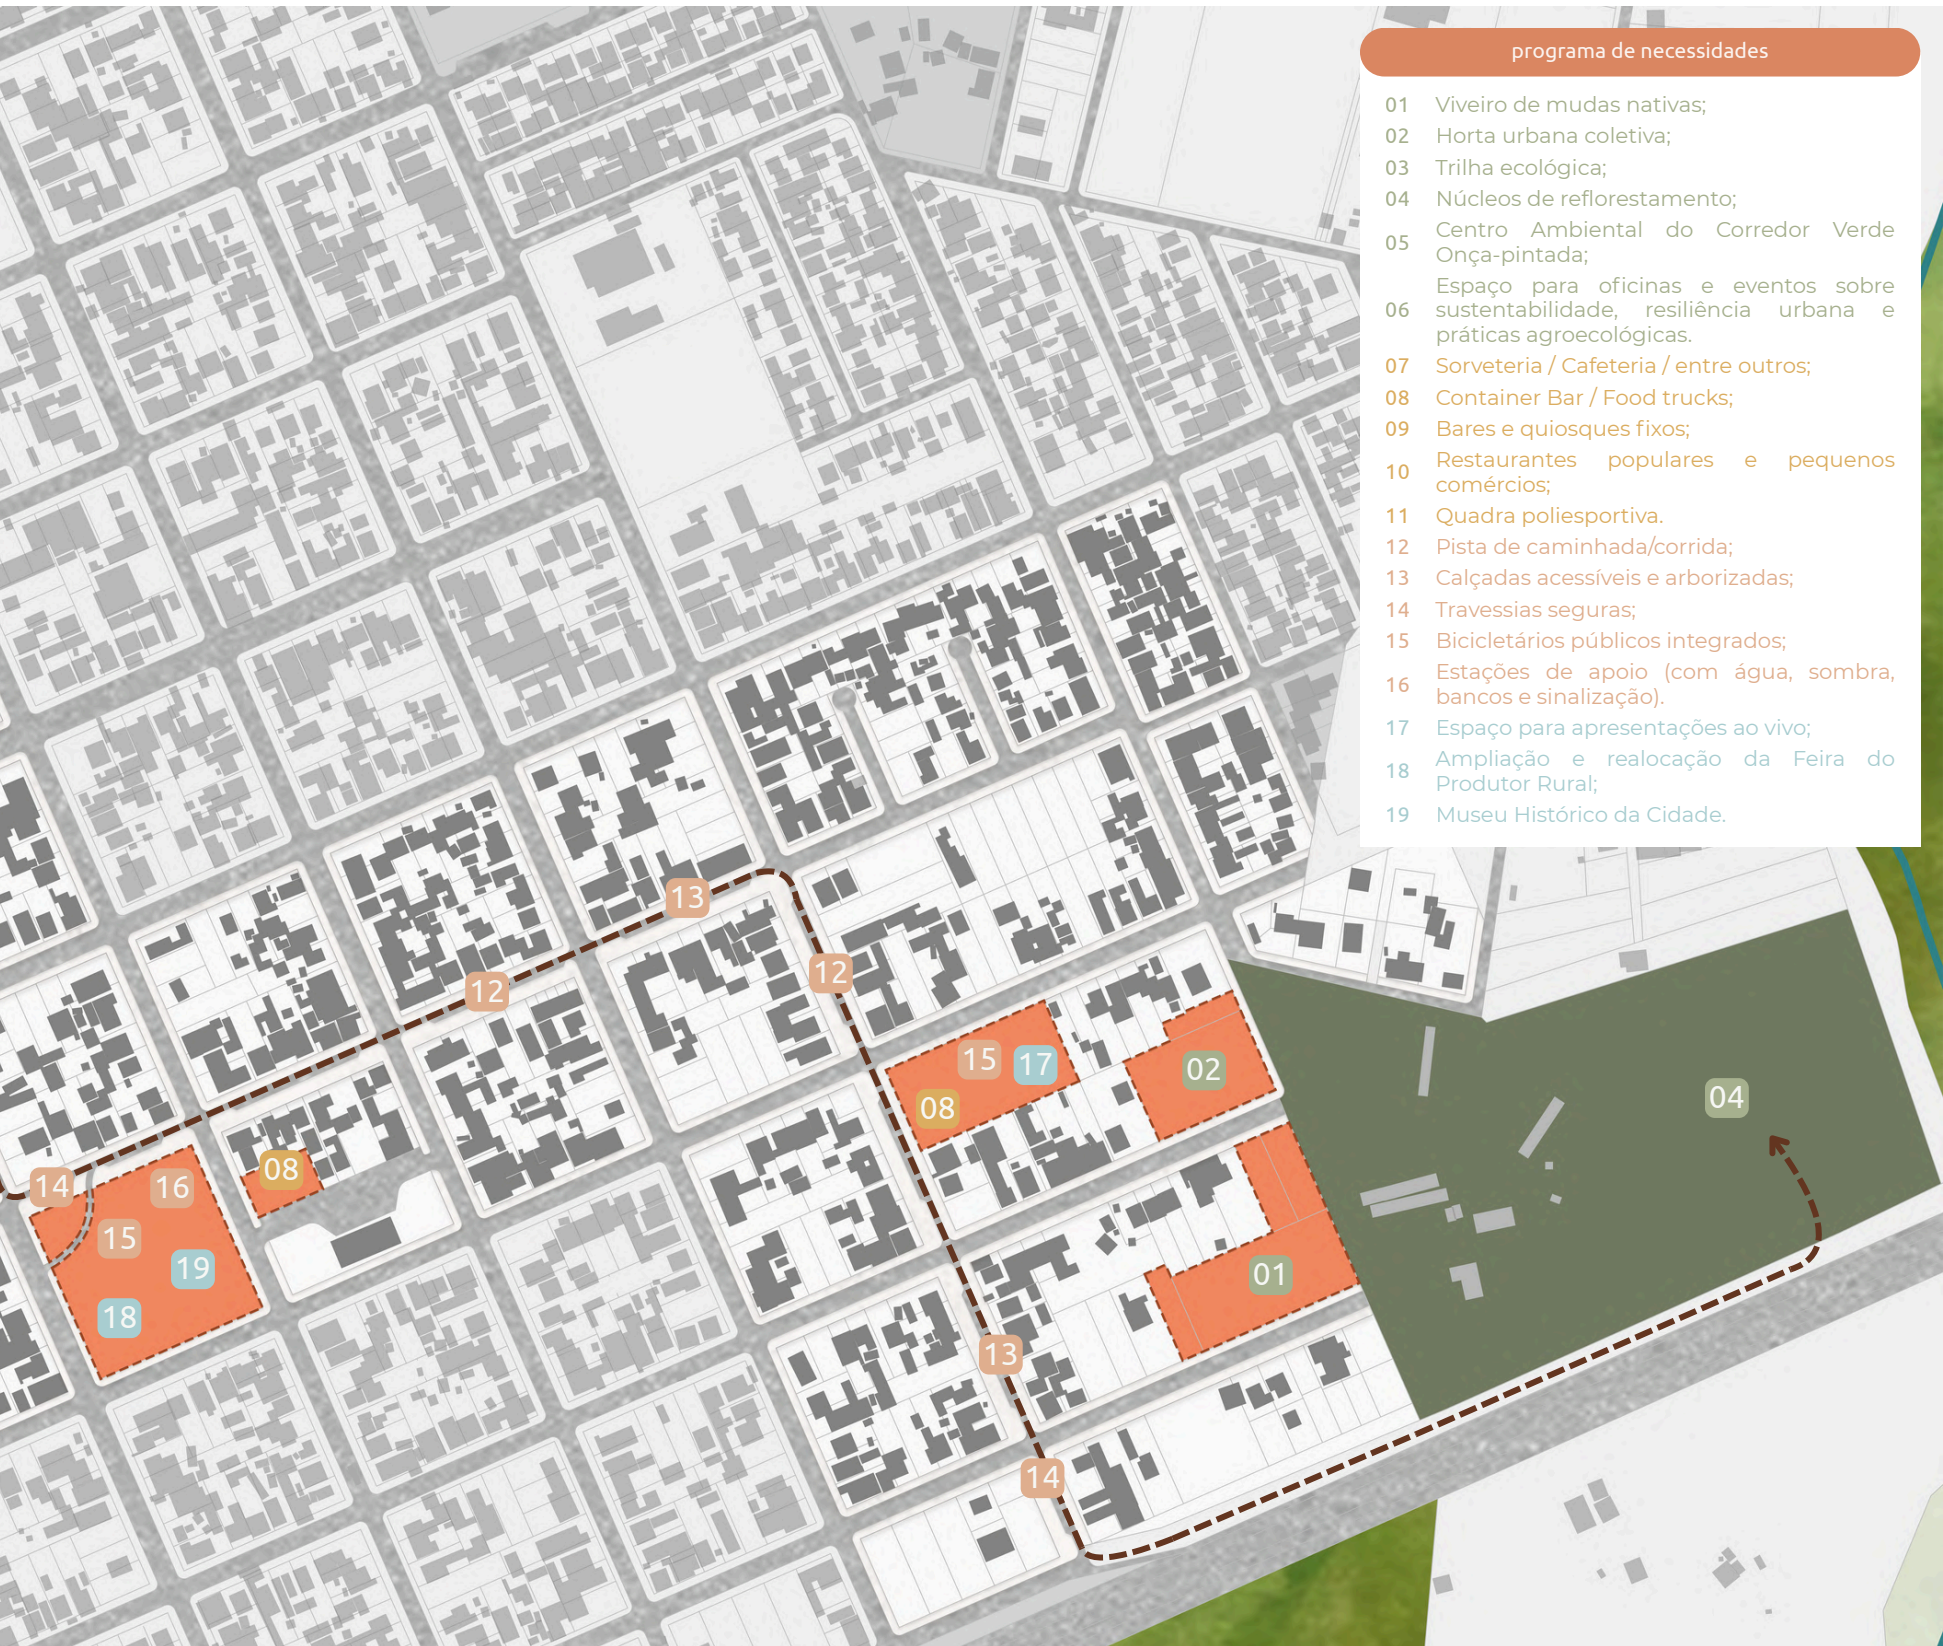 programa de necessidades
01 Viveiro de mudas nativas;
02 Horta urbana coletiva;
03 Trilha ecológica;
04 Núcleos de reflorestamento;
05 Centro Ambiental do Corredor Verde
Onça-pintada;
06 Espaço para oficinas e eventos sobre
sustentabilidade, resiliência urbana e
práticas agroecológicas.
07 Sorveteria / Cafeteria / entre outros;
08 Container Bar / Food trucks;
09 Bares e quiosques fixos;
10 Restaurantes populares e pequenos
comércios;
11 Quadra poliesportiva.
12 Pista de caminhada/corrida;
13 Calçadas acessíveis e arborizadas;
14 Travessias seguras;
15 Bicicletários públicos integrados;
16 Estações de apoio (com água, sombra,
bancos e sinalização).
17 Espaço para apresentações ao vivo;
18 Ampliação e realocação da Feira do
Produtor Rural;
19 Museu Histórico da Cidade.
13
12
12
15
17
02
08
04
08
14
16
15
19
01
18
13
14